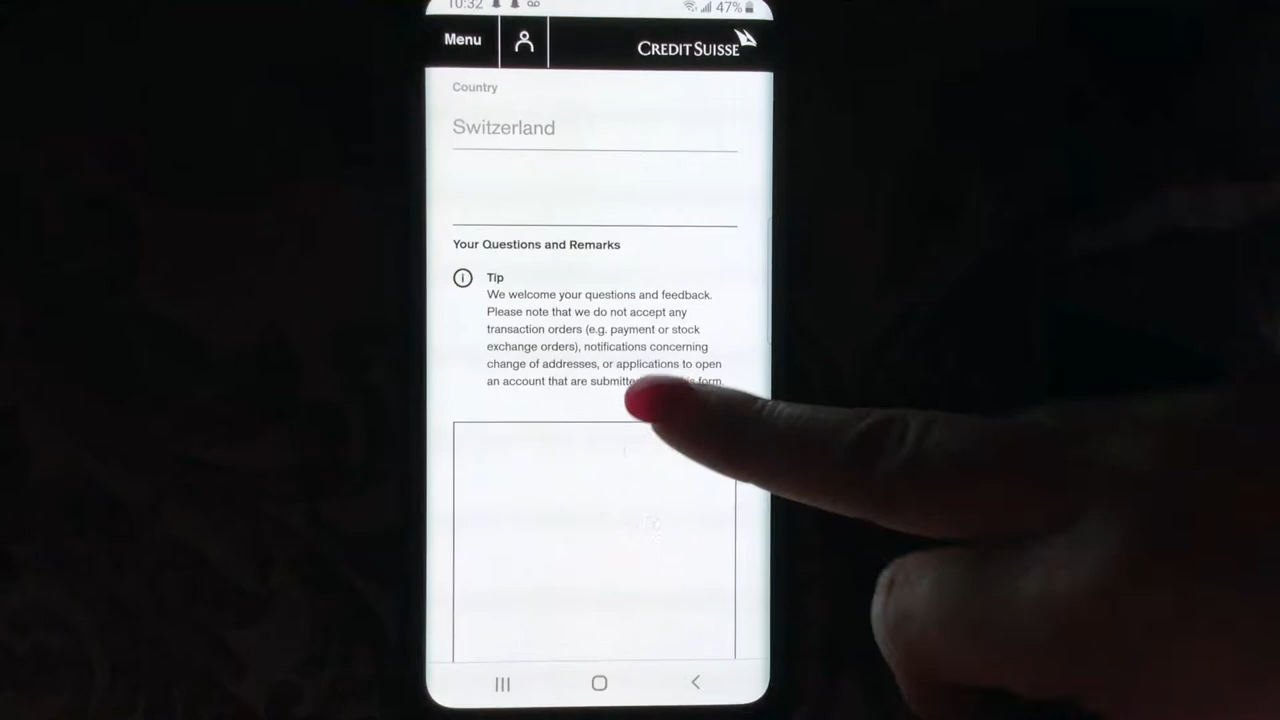 10:32 47%
Menu CREDIT SUISSE
Country
Switzerland
Your Questions and Remarks
Tip
We welcome your questions and feedback.
Please note that we do not accept any
transaction orders (e.g. payment or stock
exchange orders), notifications concerning
change of addresses, or applications to open
an account that are form.